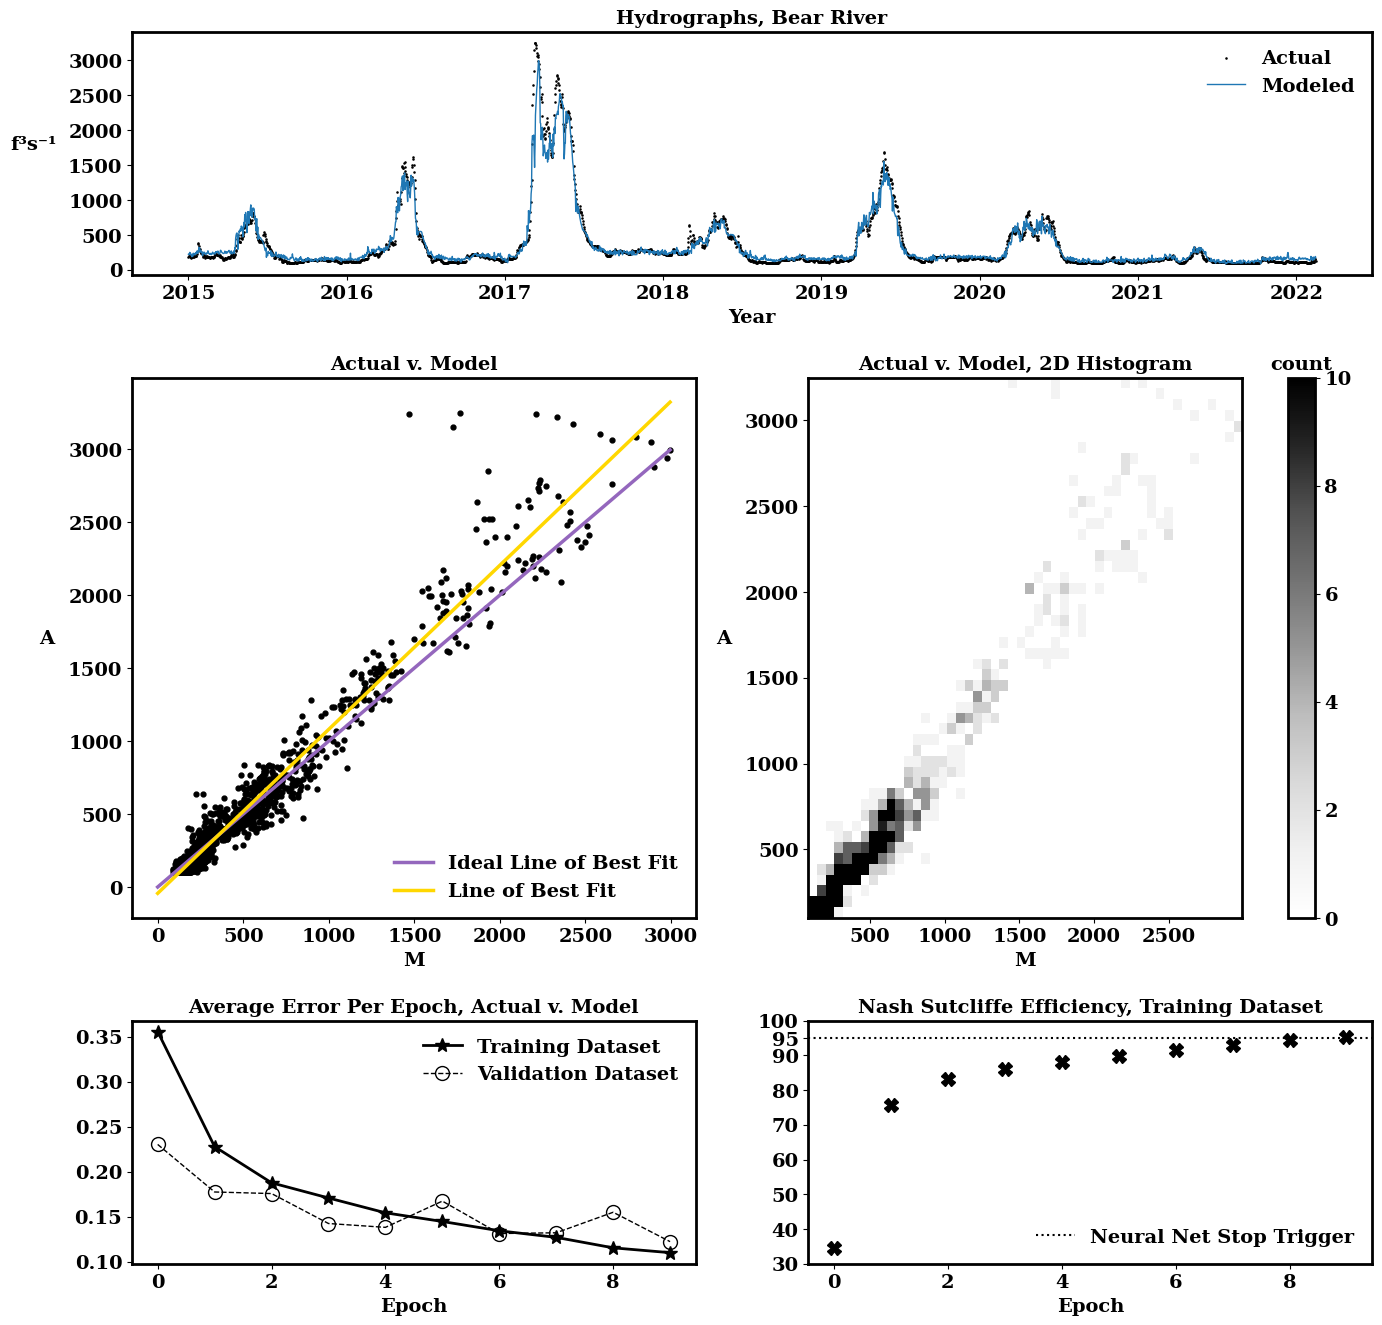 Hydrographs, Bear River
3000
2500
2000
1500
1000
500
0
f³s⁻¹
Actual
Modeled
2015 2016 2017 2018 2019 2020 2021 2022
Year
Actual v. Model
3000
2500
2000
1500
1000
500
0
A
Ideal Line of Best Fit
Line of Best Fit
0 500 1000 1500 2000 2500 3000
M
Actual v. Model, 2D Histogram
3000
2500
2000
1500
1000
500
A
500 1000 1500 2000 2500
M
count
10
8
6
4
2
0
Average Error Per Epoch, Actual v. Model
0.35
0.30
0.25
0.20
0.15
0.10
Training Dataset
Validation Dataset
0 2 4 6 8
Epoch
Nash Sutcliffe Efficiency, Training Dataset
100
95
90
80
70
60
50
40
30
Neural Net Stop Trigger
0 2 4 6 8
Epoch